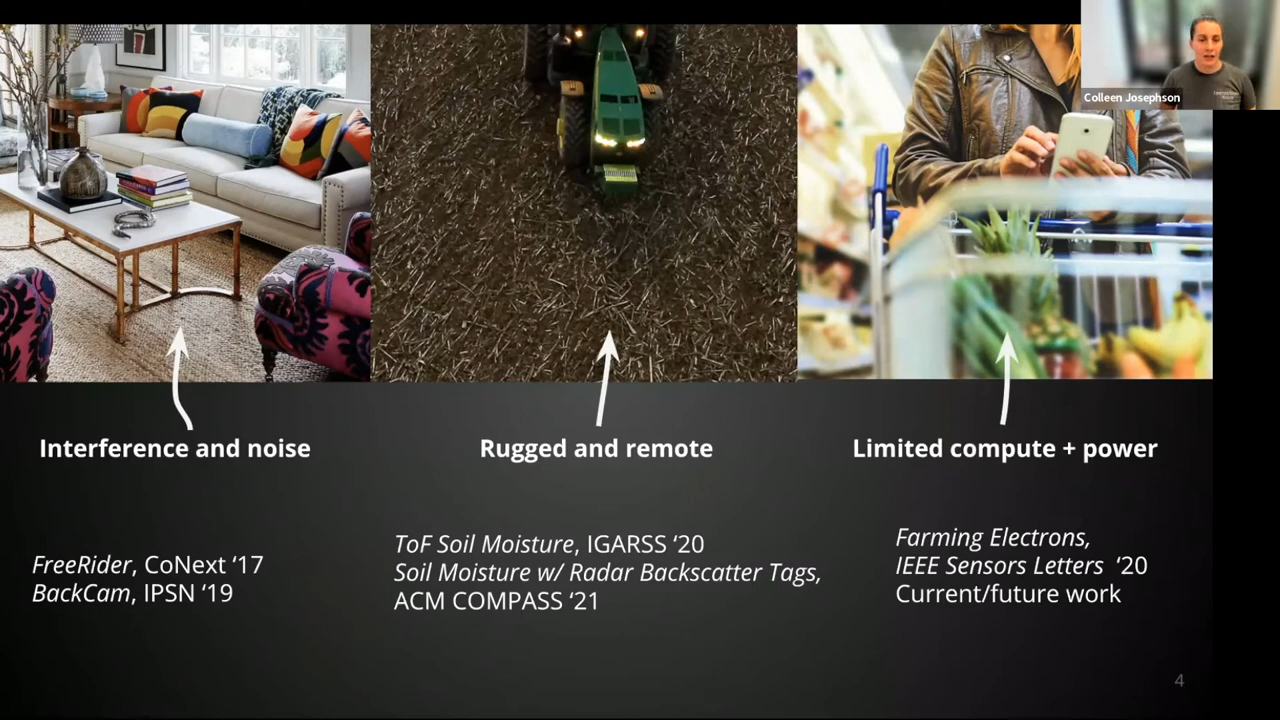 Colleen Josephson
Interference and noise
Rugged and remote
Limited compute + power
FreeRider, CoNext ‘17
BackCam, IPSN ‘19
ToF Soil Moisture, IGARSS ‘20
Soil Moisture w/ Radar Backscatter Tags,
ACM COMPASS ‘21
Farming Electrons,
IEEE Sensors Letters ‘20
Current/future work
4